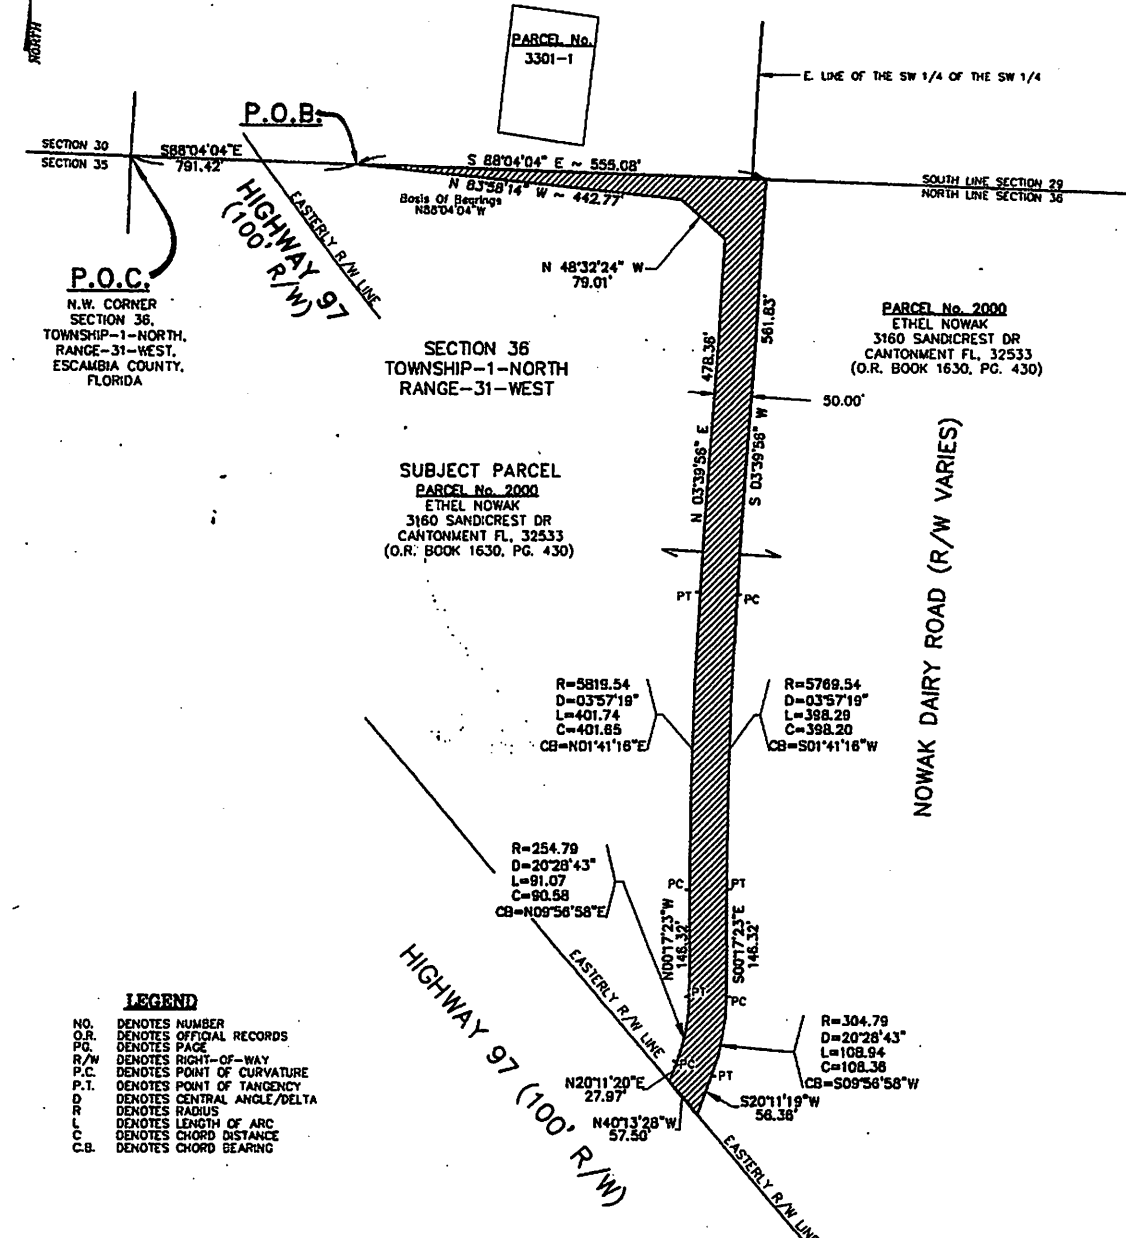 NORTH
PARCEL No.
3301-1
E. LINE OF THE SW 1/4 OF THE SW 1/4
P.O.B.
SECTION 30
SECTION 35
S88°04'04"E
791.42'
S 88°04'04" E ~ 555.08'
N 83°58'14" W ~ 442.77'
Basis Of Bearings
N88°04'04"W
SOUTH LINE SECTION 29
NORTH LINE SECTION 36
HIGHWAY 97
(100' R/W)
EASTERLY R/W LINE
P.O.C.
N.W. CORNER
SECTION 36,
TOWNSHIP-1-NORTH,
RANGE-31-WEST,
ESCAMBIA COUNTY,
FLORIDA
N 48°32'24" W
79.01'
SECTION 36
TOWNSHIP-1-NORTH
RANGE-31-WEST
PARCEL No. 2000
ETHEL NOWAK
3160 SANDICREST DR
CANTONMENT FL, 32533
(O.R. BOOK 1630, PG. 430)
478.36'
N 03°39'56" E
561.83'
S 03°39'56" W
50.00'
SUBJECT PARCEL
PARCEL No. 2000
ETHEL NOWAK
3160 SANDICREST DR
CANTONMENT FL, 32533
(O.R. BOOK 1630, PG. 430)
NOWAK DAIRY ROAD (R/W VARIES)
PT
PC
R=5819.54
D=03°57'19"
L=401.74
C=401.65
CB=N01°41'16"E
R=5769.54
D=03°57'19"
L=398.29
C=398.20
CB=S01°41'16"W
R=254.79
D=20°28'43"
L=91.07
C=90.58
CB=N09°56'58"E
PC
PT
N00°17'23"W
146.32'
S00°17'23"E
146.32'
PT
PC
HIGHWAY 97 (100' R/W)
EASTERLY R/W LINE
R=304.79
D=20°28'43"
L=108.94
C=108.36
CB=S09°56'58"W
PC
PT
N20°11'20"E
27.97'
S20°11'19"W
56.36'
N40°13'28"W
57.50'
EASTERLY R/W LINE
LEGEND
NO. DENOTES NUMBER
O.R. DENOTES OFFICIAL RECORDS
PG. DENOTES PAGE
R/W DENOTES RIGHT-OF-WAY
P.C. DENOTES POINT OF CURVATURE
P.T. DENOTES POINT OF TANGENCY
D DENOTES CENTRAL ANGLE/DELTA
R DENOTES RADIUS
L DENOTES LENGTH OF ARC
C DENOTES CHORD DISTANCE
C.B. DENOTES CHORD BEARING